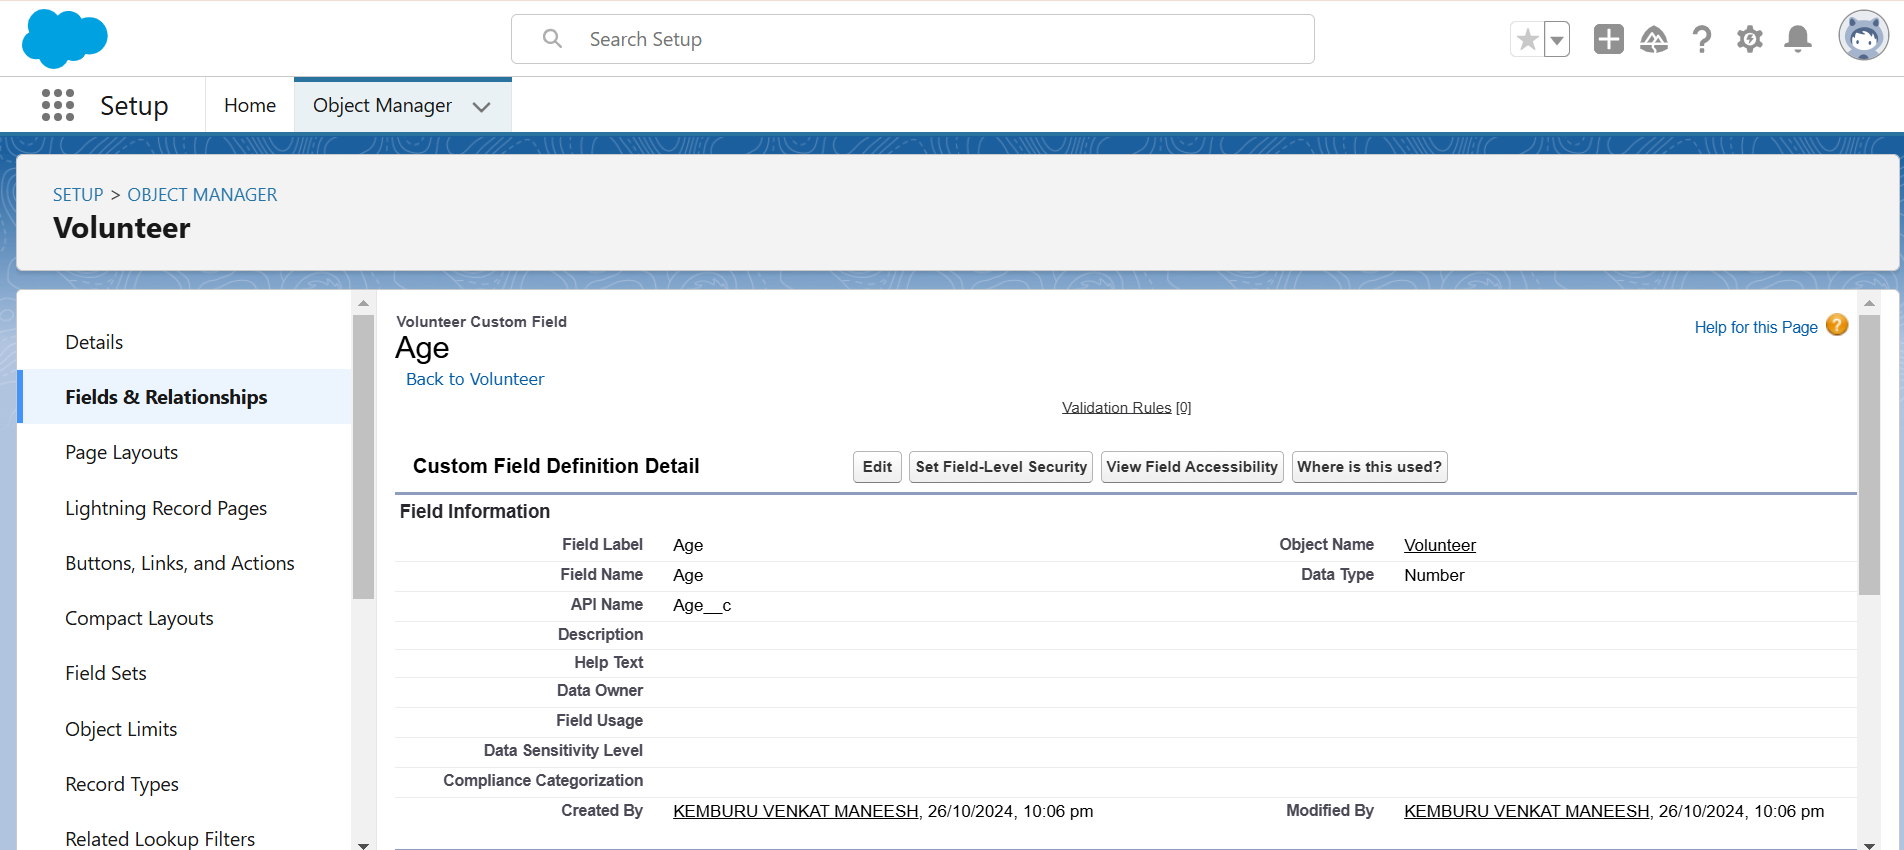 Search Setup
Setup
Home
Object Manager
SETUP > OBJECT MANAGER
Volunteer
Details
Fields & Relationships
Page Layouts
Lightning Record Pages
Buttons, Links, and Actions
Compact Layouts
Field Sets
Object Limits
Record Types
Related Lookup Filters
Volunteer Custom Field
Age
Back to Volunteer
Help for this Page ?
Validation Rules [0]
Custom Field Definition Detail
Edit
Set Field-Level Security
View Field Accessibility
Where is this used?
Field Information
Field Label Age Object Name Volunteer
Field Name Age Data Type Number
API Name Age__c
Description
Help Text
Data Owner
Field Usage
Data Sensitivity Level
Compliance Categorization
Created By KEMBURU VENKAT MANEESH, 26/10/2024, 10:06 pm Modified By KEMBURU VENKAT MANEESH, 26/10/2024, 10:06 pm